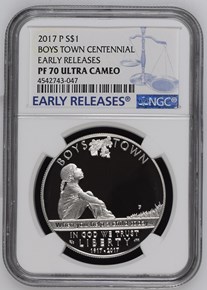 2017 P S$1
BOYS TOWN CENTENNIAL
EARLY RELEASES
PF 70 ULTRA CAMEO
4542743-047
EARLY RELEASES
NGC
BOYS TOWN
P
IN GOD WE TRUST
LIBERTY
1917-2017